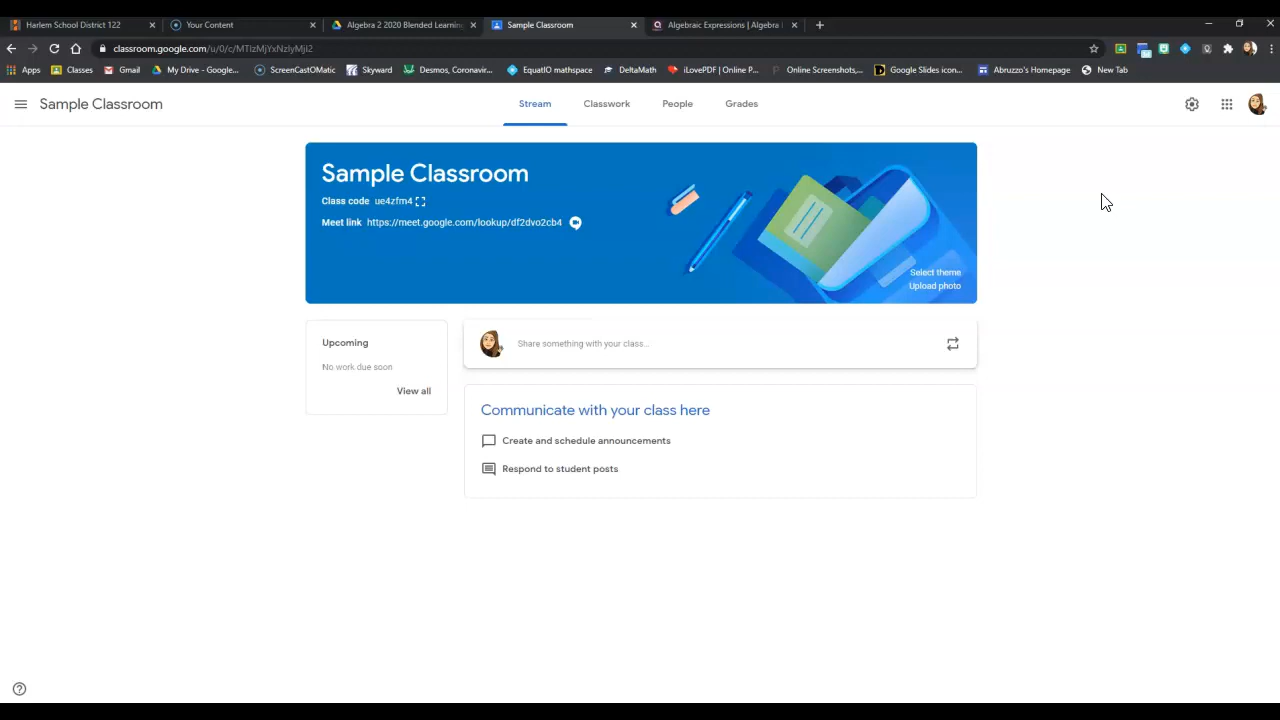 Harlem School District 122
Your Content
Algebra 2 2020 Blended Learning
Sample Classroom
Algebraic Expressions | Algebra
classroom.google.com/u/0/c/MTIzMjYxNzIyMjI2
Apps
Classes
Gmail
My Drive - Google...
ScreenCastOMatic
Skyward
Desmos, Coronavir...
EquatIO mathspace
DeltaMath
iLovePDF | Online P...
Online Screenshots,...
Google Slides icon...
Abruzzo's Homepage
New Tab
Sample Classroom
Stream
Classwork
People
Grades
Sample Classroom
Class code ue4zfm4
Meet link https://meet.google.com/lookup/df2dvo2cb4
Select theme
Upload photo
Upcoming
No work due soon
View all
Share something with your class...
Communicate with your class here
Create and schedule announcements
Respond to student posts